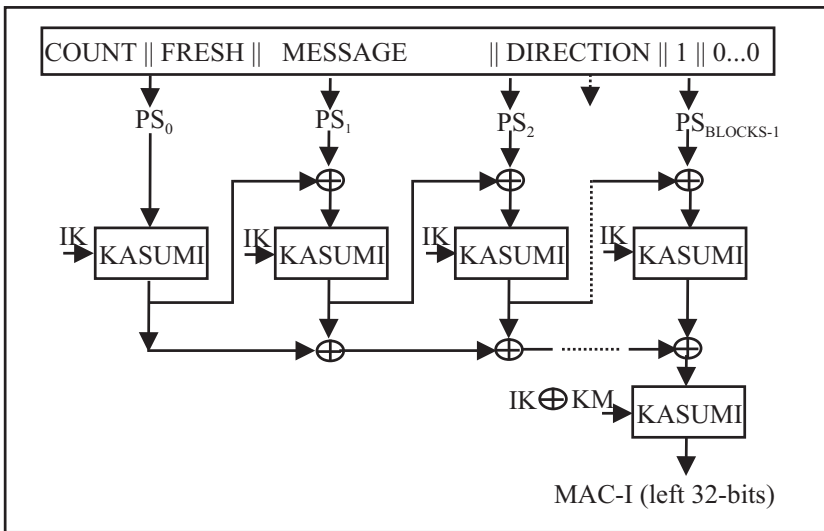 COUNT || FRESH || MESSAGE || DIRECTION || 1 || 0...0
PS0 PS1 PS2 PSBLOCKS-1
IK KASUMI IK KASUMI IK KASUMI IK KASUMI
IK ⊕ KM KASUMI
MAC-I (left 32-bits)